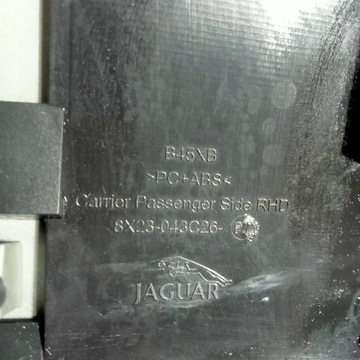 B45XB
>PC+ABS<
Carrier Passenger Side RHD
8X23-043C26-
JAGUAR